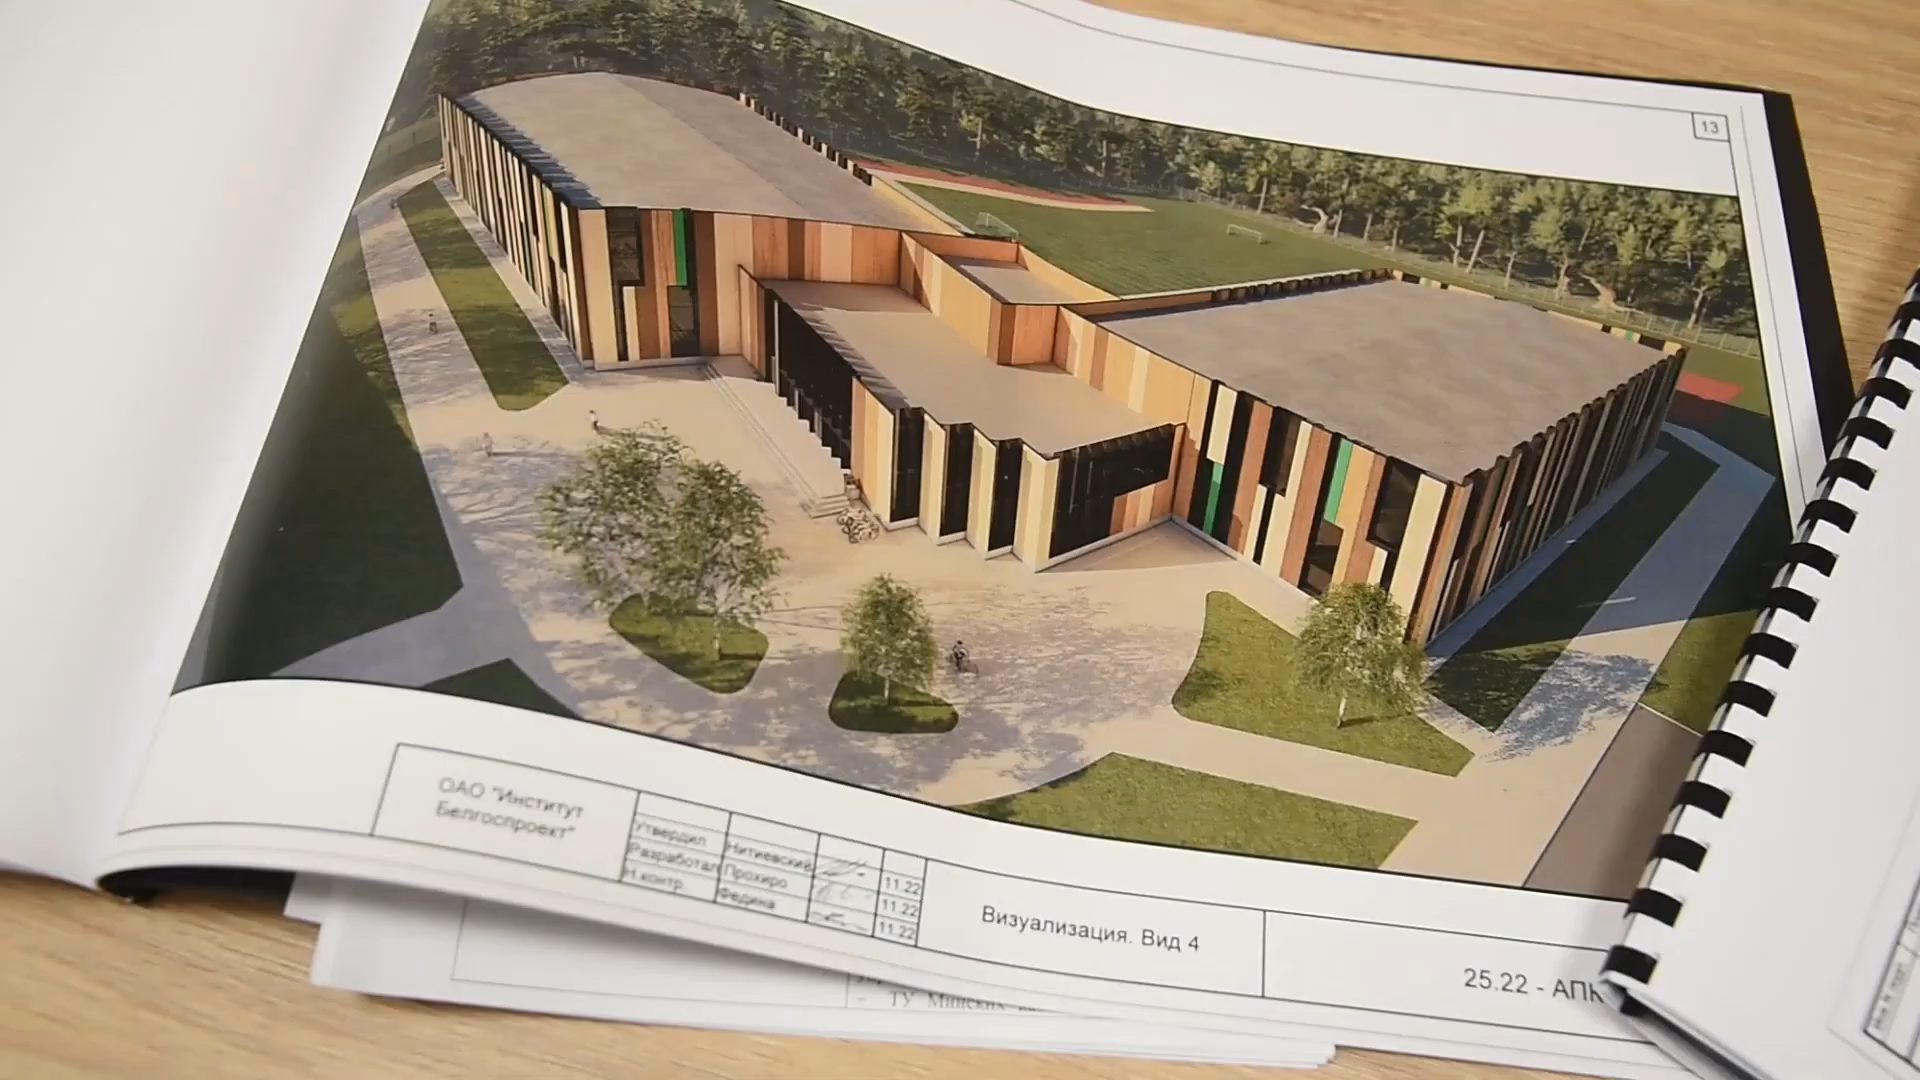 13
ОАО "Институт
Белгоспроект"
Утвердил Нитиевский 11.22
Разработал Прохиро 11.22
Н.контр. Федина 11.22
Визуализация. Вид 4
25.22 - АПК
ТУ Минских